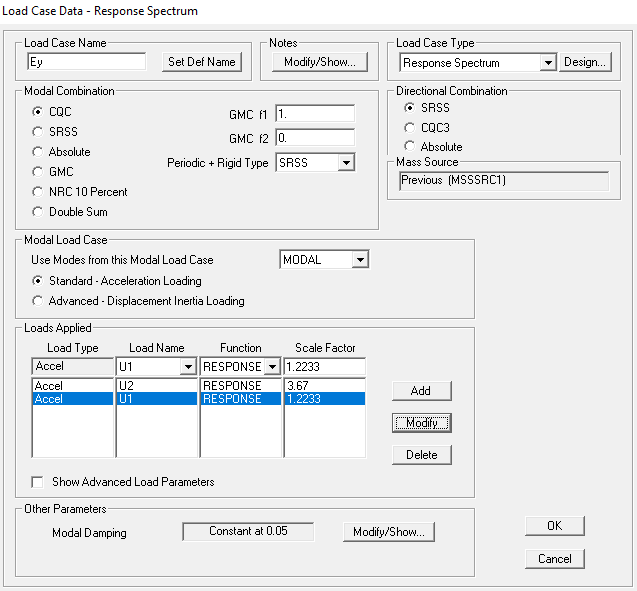 Load Case Data - Response Spectrum
Load Case Name
Ey
Set Def Name
Notes
Modify/Show...
Load Case Type
Response Spectrum
Design...
Modal Combination
CQC
SRSS
Absolute
GMC
NRC 10 Percent
Double Sum
GMC f1
1.
GMC f2
0.
Periodic + Rigid Type
SRSS
Directional Combination
SRSS
CQC3
Absolute
Mass Source
Previous (MSSSRC1)
Modal Load Case
Use Modes from this Modal Load Case
MODAL
Standard - Acceleration Loading
Advanced - Displacement Inertia Loading
Loads Applied
Load Type Load Name Function Scale Factor
Accel U1 RESPONSE 1.2233
Accel U2 RESPONSE 3.67
Accel U1 RESPONSE 1.2233
Add
Modify
Delete
Show Advanced Load Parameters
Other Parameters
Modal Damping
Constant at 0.05
Modify/Show...
OK
Cancel